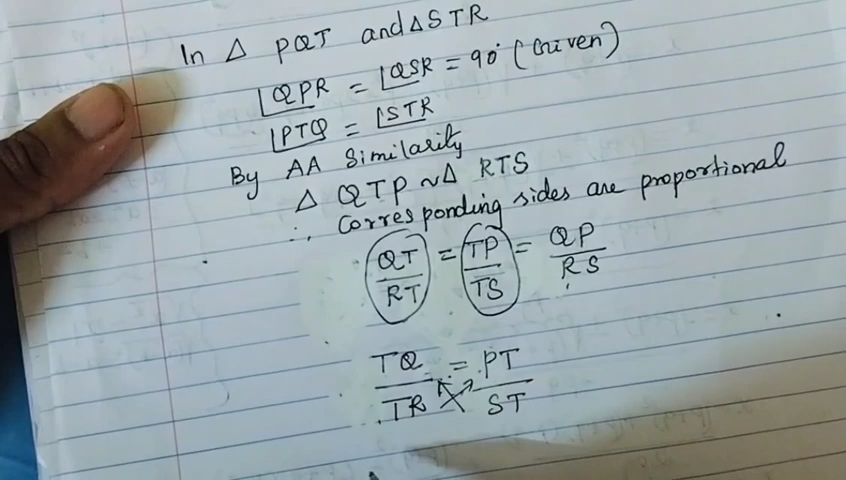 In Δ PQT and Δ STR
∠QPR = ∠QSR = 90° (Given)
∠PTQ = ∠STR
By AA Similarity
Δ QTP ~ Δ RTS
∴ Corresponding sides are proportional
QT/RT = TP/TS = QP/RS
TQ/TR = PT/ST